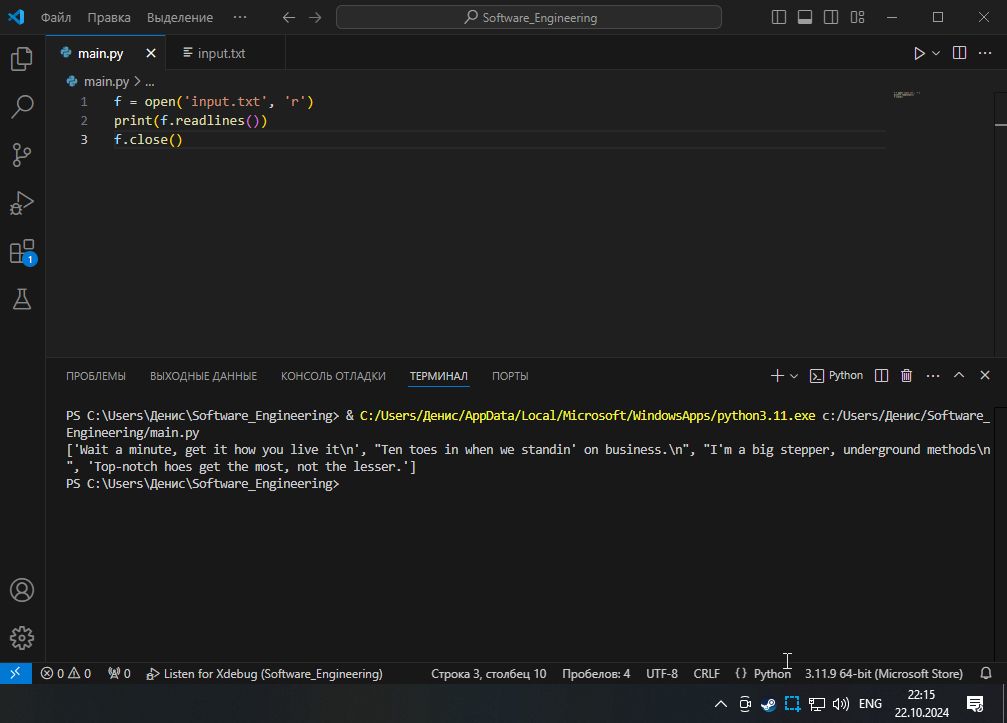 Файл Правка Выделение ··· Software_Engineering
main.py input.txt
main.py > ...
1 f = open('input.txt', 'r')
2 print(f.readlines())
3 f.close()
1
ПРОБЛЕМЫ ВЫХОДНЫЕ ДАННЫЕ КОНСОЛЬ ОТЛАДКИ ТЕРМИНАЛ ПОРТЫ Python
PS C:\Users\Денис\Software_Engineering> & C:/Users/Денис/AppData/Local/Microsoft/WindowsApps/python3.11.exe c:/Users/Денис/Software_
Engineering/main.py
['Wait a minute, get it how you live it\n', "Ten toes in when we standin' on business.\n", "I'm a big stepper, underground methods\n
", 'Top-notch hoes get the most, not the lesser.']
PS C:\Users\Денис\Software_Engineering>
0 0 0 Listen for Xdebug (Software_Engineering) Строка 3, столбец 10 Пробелов: 4 UTF-8 CRLF {} Python 3.11.9 64-bit (Microsoft Store)
ENG 22:15
22.10.2024